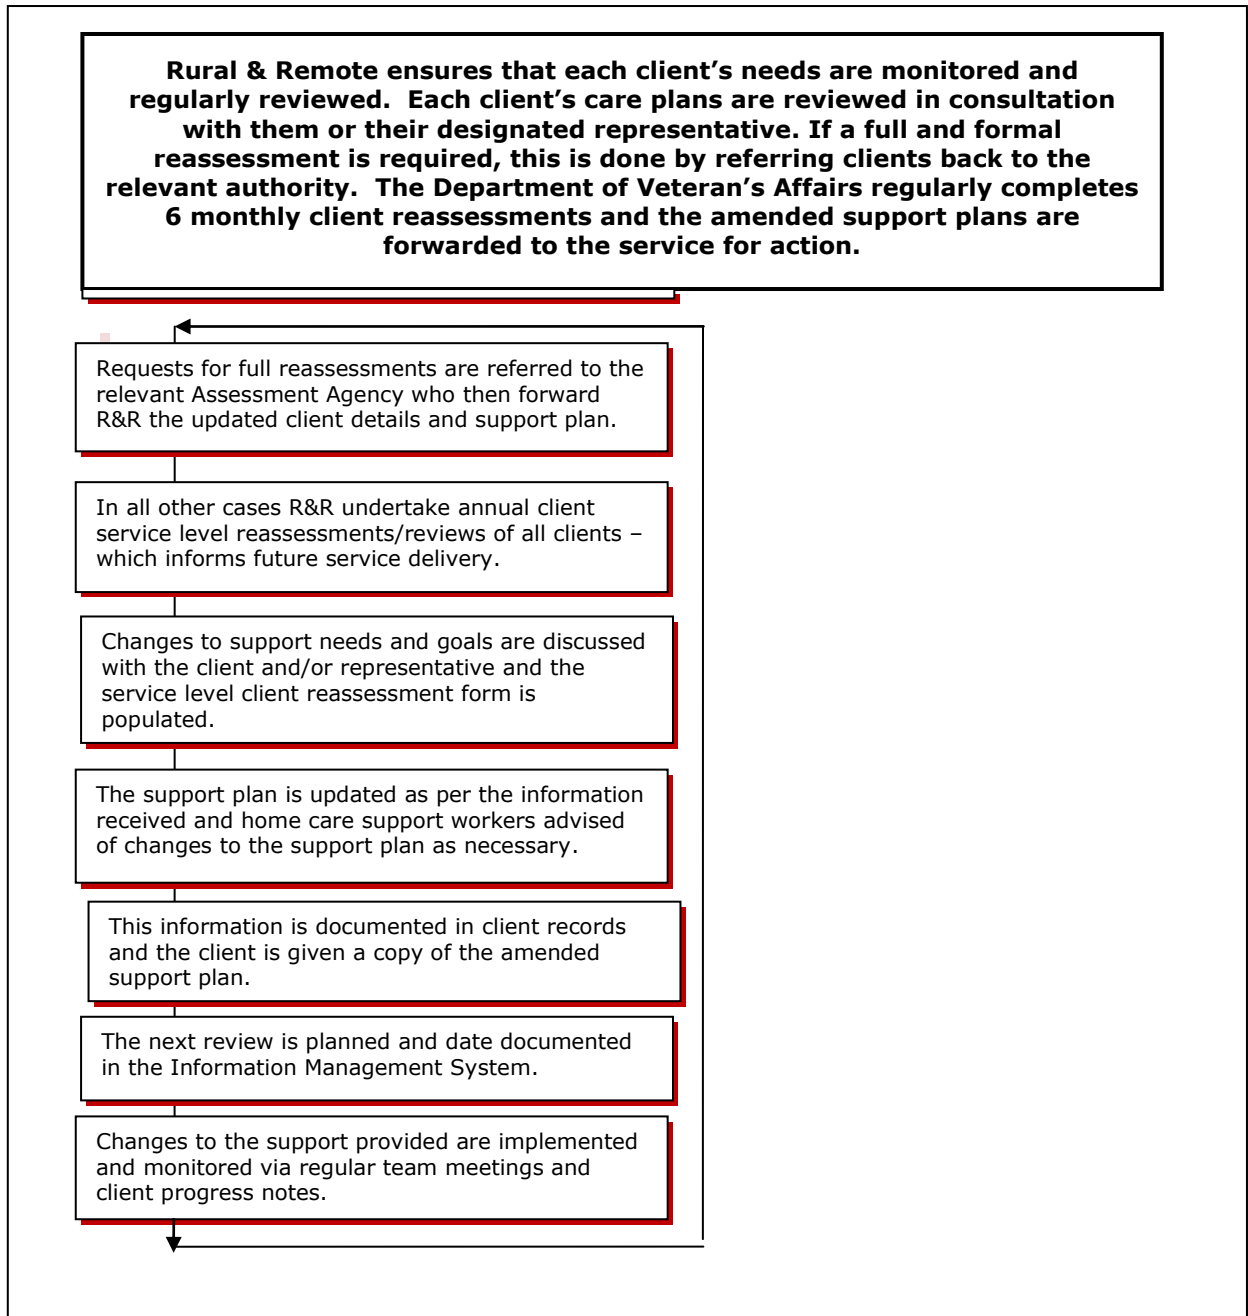 Rural & Remote ensures that each client's needs are monitored and
regularly reviewed.  Each client's care plans are reviewed in consultation
with them or their designated representative. If a full and formal
reassessment is required, this is done by referring clients back to the
relevant authority.  The Department of Veteran's Affairs regularly completes
6 monthly client reassessments and the amended support plans are
forwarded to the service for action.
Requests for full reassessments are referred to the
relevant Assessment Agency who then forward
R&R the updated client details and support plan.
In all other cases R&R undertake annual client
service level reassessments/reviews of all clients –
which informs future service delivery.
Changes to support needs and goals are discussed
with the client and/or representative and the
service level client reassessment form is
populated.
The support plan is updated as per the information
received and home care support workers advised
of changes to the support plan as necessary.
This information is documented in client records
and the client is given a copy of the amended
support plan.
The next review is planned and date documented
in the Information Management System.
Changes to the support provided are implemented
and monitored via regular team meetings and
client progress notes.